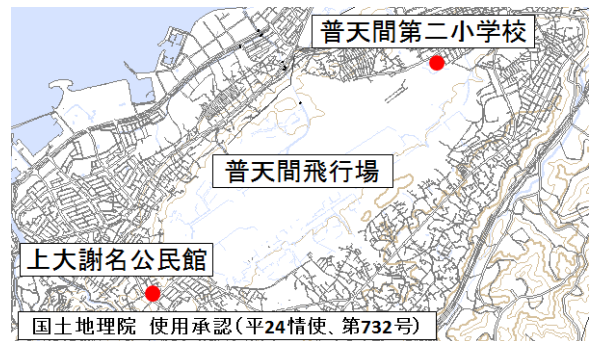 普天間第二小学校
普天間飛行場
上大謝名公民館
国土地理院 使用承認(平24情使、第732号)